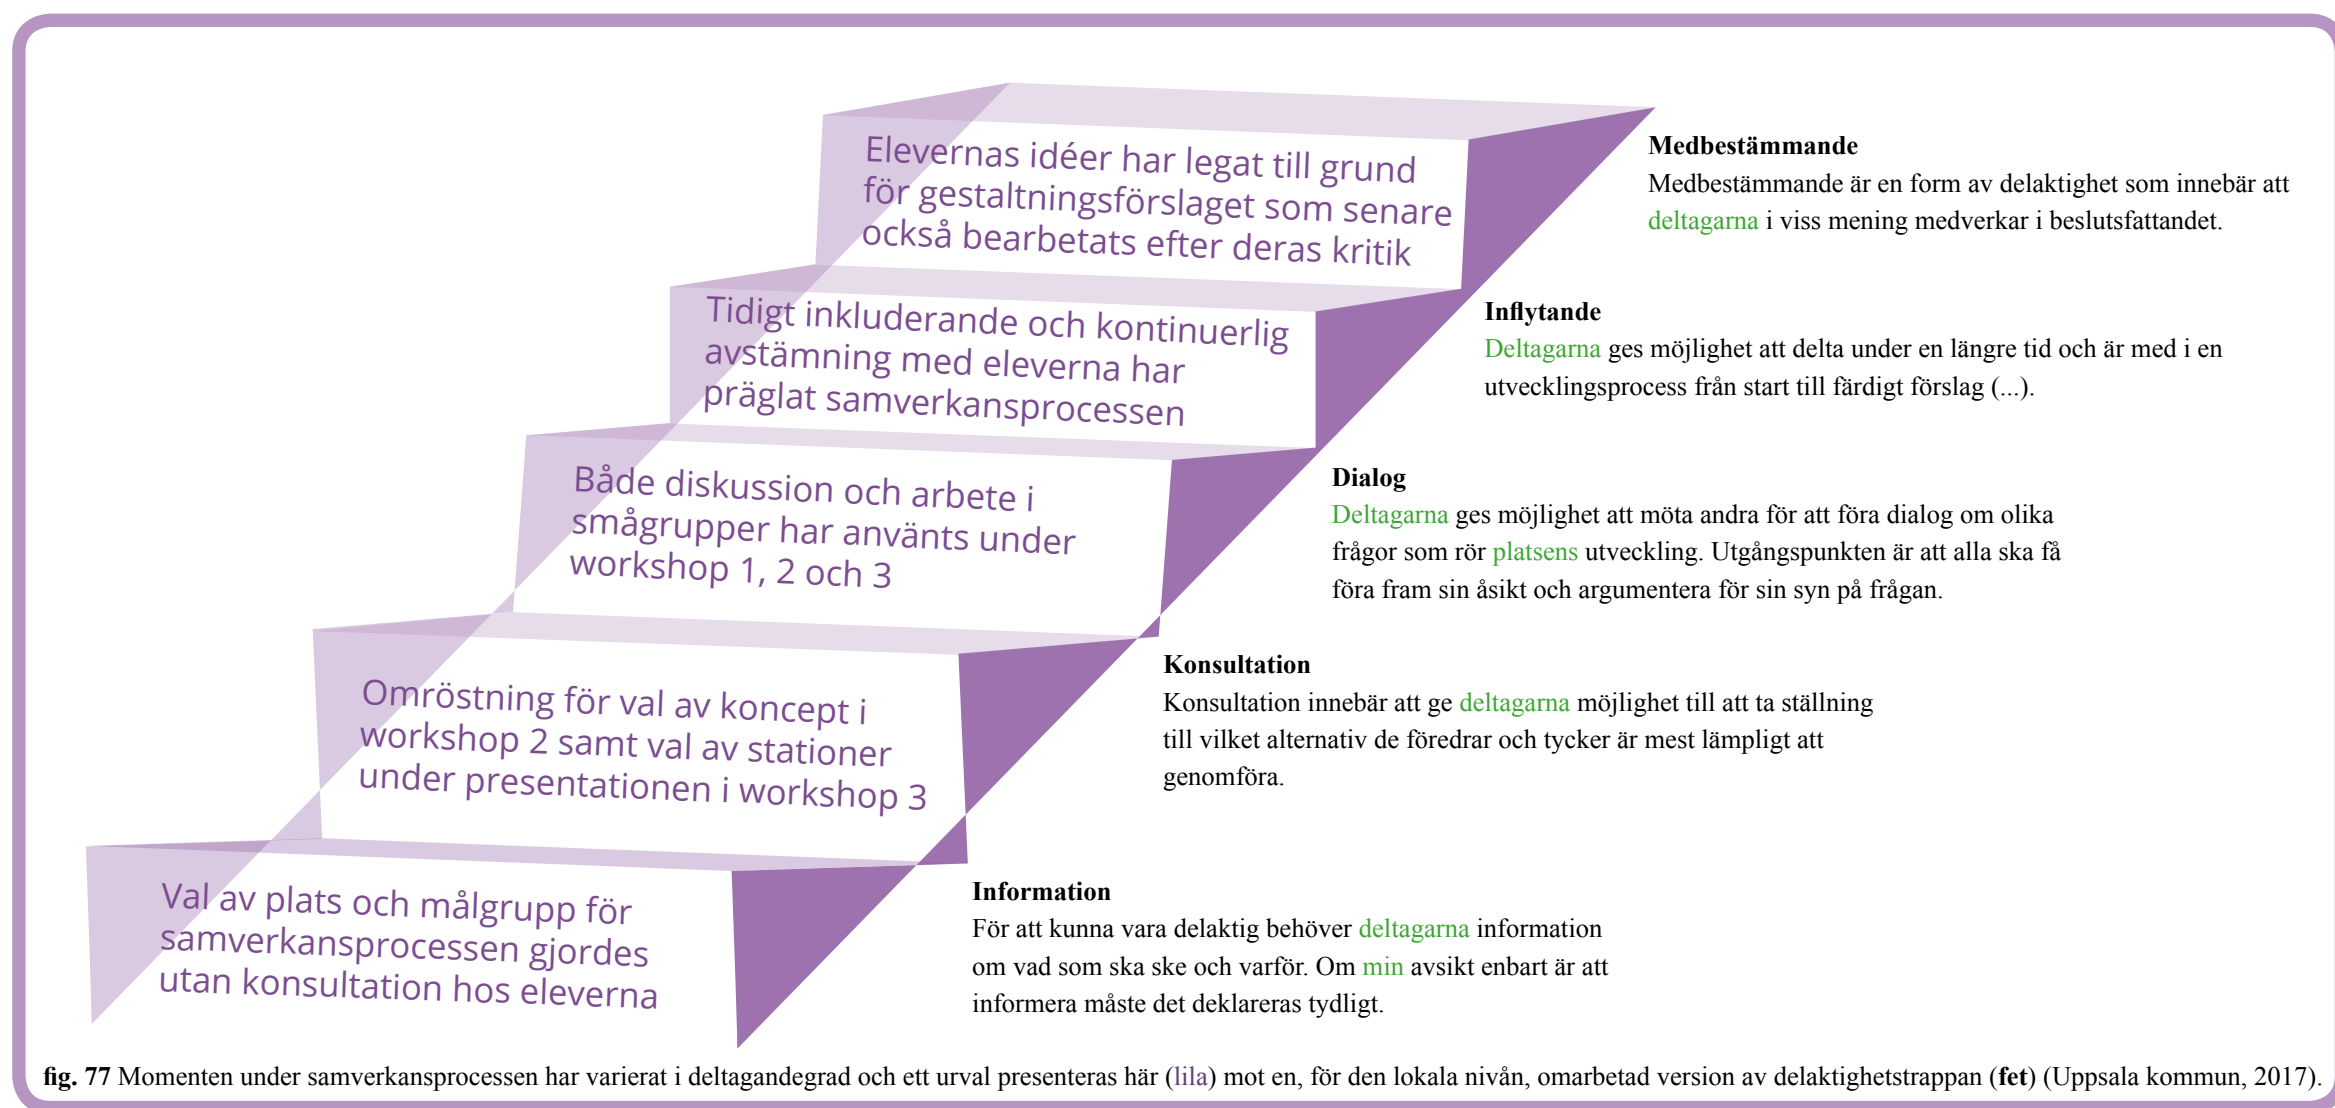 Elevernas idéer har legat till grund
för gestaltningsförslaget som senare
också bearbetats efter deras kritik
Medbestämmande
Medbestämmande är en form av delaktighet som innebär att
deltagarna i viss mening medverkar i beslutsfattandet.
Tidigt inkluderande och kontinuerlig
avstämning med eleverna har
präglat samverkansprocessen
Inflytande
Deltagarna ges möjlighet att delta under en längre tid och är med i en
utvecklingsprocess från start till färdigt förslag (...).
Både diskussion och arbete i
smågrupper har använts under
workshop 1, 2 och 3
Dialog
Deltagarna ges möjlighet att möta andra för att föra dialog om olika
frågor som rör platsens utveckling. Utgångspunkten är att alla ska få
föra fram sin åsikt och argumentera för sin syn på frågan.
Omröstning för val av koncept i
workshop 2 samt val av stationer
under presentationen i workshop 3
Konsultation
Konsultation innebär att ge deltagarna möjlighet till att ta ställning
till vilket alternativ de föredrar och tycker är mest lämpligt att
genomföra.
Val av plats och målgrupp för
samverkansprocessen gjordes
utan konsultation hos eleverna
Information
För att kunna vara delaktig behöver deltagarna information
om vad som ska ske och varför. Om min avsikt enbart är att
informera måste det deklareras tydligt.
fig. 77 Momenten under samverkansprocessen har varierat i deltagandegrad och ett urval presenteras här (lila) mot en, för den lokala nivån, omarbetad version av delaktighetstrappan (fet) (Uppsala kommun, 2017).